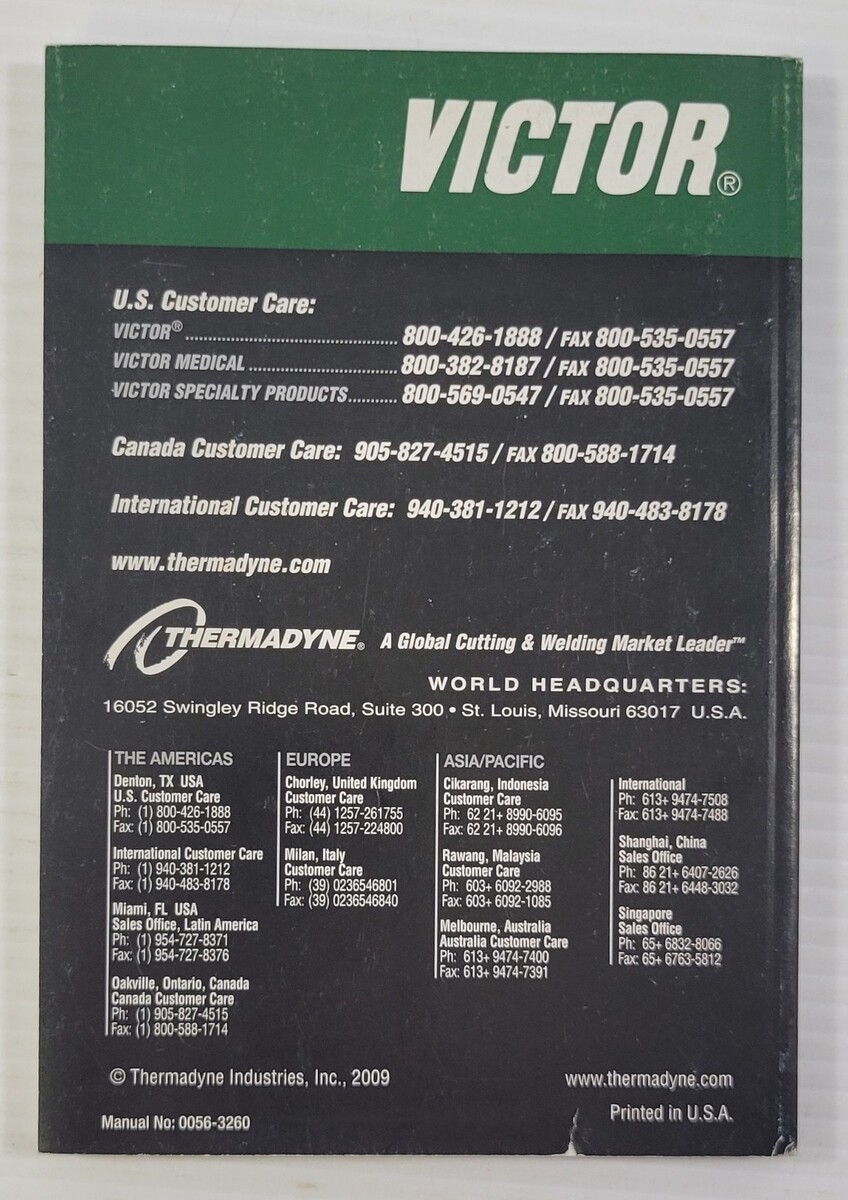 VICTOR®
U.S. Customer Care:
VICTOR® ........................................ 800-426-1888 / FAX 800-535-0557
VICTOR MEDICAL ............................ 800-382-8187 / FAX 800-535-0557
VICTOR SPECIALTY PRODUCTS.......... 800-569-0547 / FAX 800-535-0557
Canada Customer Care: 905-827-4515 / FAX 800-588-1714
International Customer Care: 940-381-1212 / FAX 940-483-8178
www.thermadyne.com
THERMADYNE® A Global Cutting & Welding Market Leader™
WORLD HEADQUARTERS:
16052 Swingley Ridge Road, Suite 300 • St. Louis, Missouri 63017 U.S.A.
THE AMERICAS
Denton, TX USA
U.S. Customer Care
Ph: (1) 800-426-1888
Fax: (1) 800-535-0557
International Customer Care
Ph: (1) 940-381-1212
Fax: (1) 940-483-8178
Miami, FL USA
Sales Office, Latin America
Ph: (1) 954-727-8371
Fax: (1) 954-727-8376
Oakville, Ontario, Canada
Canada Customer Care
Ph: (1) 905-827-4515
Fax: (1) 800-588-1714
EUROPE
Chorley, United Kingdom
Customer Care
Ph: (44) 1257-261755
Fax: (44) 1257-224800
Milan, Italy
Customer Care
Ph: (39) 0236546801
Fax: (39) 0236546840
ASIA/PACIFIC
Cikarang, Indonesia
Customer Care
Ph: 62 21+ 8990-6095
Fax: 62 21+ 8990-6096
Rawang, Malaysia
Customer Care
Ph: 603+ 6092-2988
Fax: 603+ 6092-1085
Melbourne, Australia
Australia Customer Care
Ph: 613+ 9474-7400
Fax: 613+ 9474-7391
International
Ph: 613+ 9474-7508
Fax: 613+ 9474-7488
Shanghai, China
Sales Office
Ph: 86 21+ 6407-2626
Fax: 86 21+ 6448-3032
Singapore
Sales Office
Ph: 65+ 6832-8066
Fax: 65+ 6763-5812
© Thermadyne Industries, Inc., 2009
www.thermadyne.com
Manual No: 0056-3260
Printed in U.S.A.